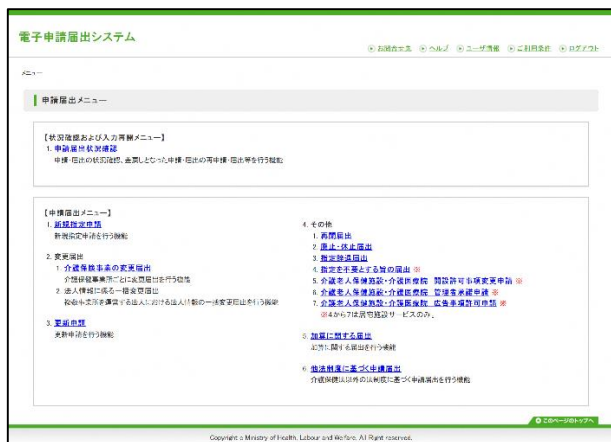 電子申請届出システム
お問合せ先 ヘルプ ユーザ情報 ご利用条件 ログアウト
メニュー
申請届出メニュー
【状況確認および入力再開メニュー】
1. 申請届出状況確認
申請・届出の状況確認、差戻しとなった申請・届出の再申請・届出等を行う機能
【申請届出メニュー】
1. 新規指定申請
新規指定申請を行う機能
2. 変更届出
1. 介護保険事業の変更届出
介護保険事業所ごとに変更届出を行う機能
2. 法人情報に係る一括変更届出
複数事業所を運営する法人における法人情報の一括変更届出を行う機能
3. 更新申請
更新申請を行う機能
4. その他
1. 再開届出
2. 廃止・休止届出
3. 指定辞退届出
4. 指定を不要とする旨の届出 ※
5. 介護老人保健施設・介護医療院 開設許可事項変更申請 ※
6. 介護老人保健施設・介護医療院 管理者承認申請 ※
7. 介護老人保健施設・介護医療院 広告事項許可申請 ※
※4から7は居宅施設サービスのみ。
5. 加算に関する届出
加算に関する届出を行う機能
6. 他法制度に基づく申請届出
介護保険法以外の法制度に基づく申請届出を行う機能
このページのトップへ
Copyright © Ministry of Health, Labour and Welfare. All Right reserved.